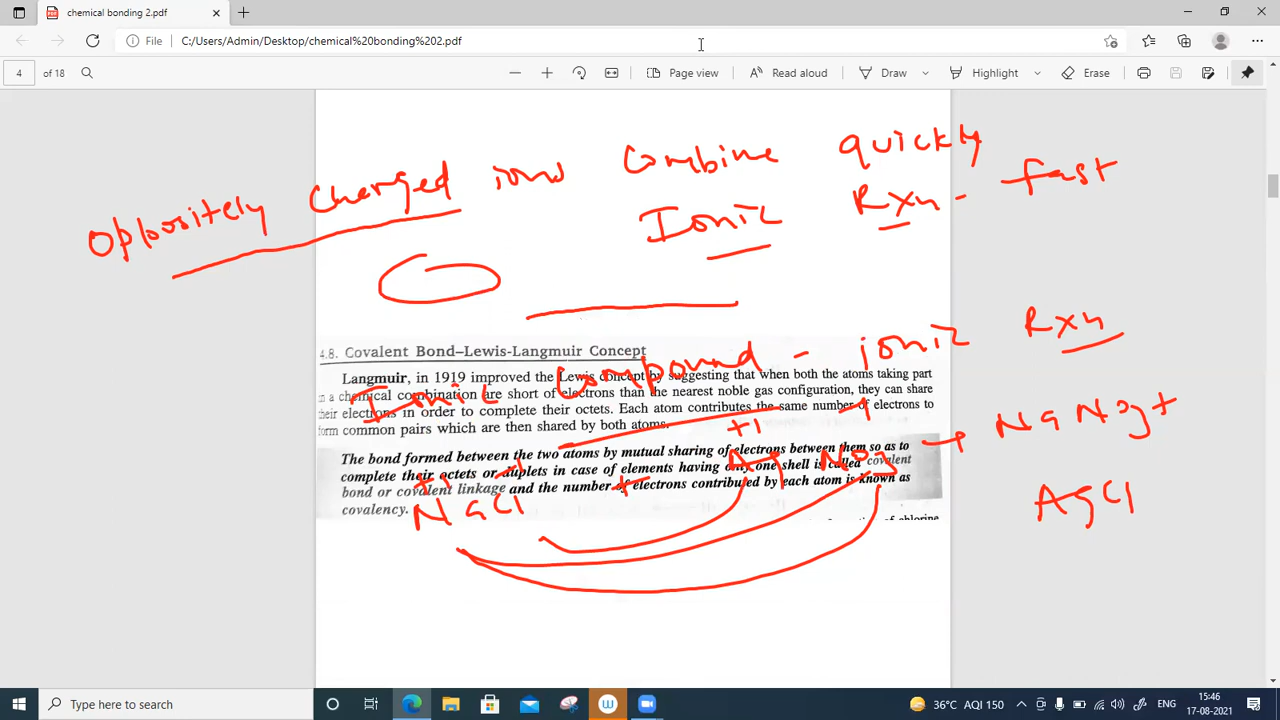 chemical bonding 2.pdf
File C:/Users/Admin/Desktop/chemical%20bonding%202.pdf
4 of 18 Page view Read aloud Draw Highlight Erase
Oppositely charged ions combine quickly
Ionic Rxn - fast
4.8. Covalent Bond–Lewis-Langmuir Concept
Ionic Compound - ionic Rxn
Langmuir, in 1919 improved the Lewis concept by suggesting that when both the atoms taking part
in a chemical combination are short of electrons than the nearest noble gas configuration, they can share
their electrons in order to complete their octets. Each atom contributes the same number of electrons to
form common pairs which are then shared by both atoms.
The bond formed between the two atoms by mutual sharing of electrons between them so as to
complete their octets or duplets in case of elements having only one shell is called covalent
bond or covalent linkage and the number of electrons contributed by each atom is known as
covalency.
+1 -1 +1 -1
NaCl + AgNO3 → NaNO3 +
AgCl
of chlorine
Type here to search
W
36°C AQI 150 ENG 15:46
17-08-2021